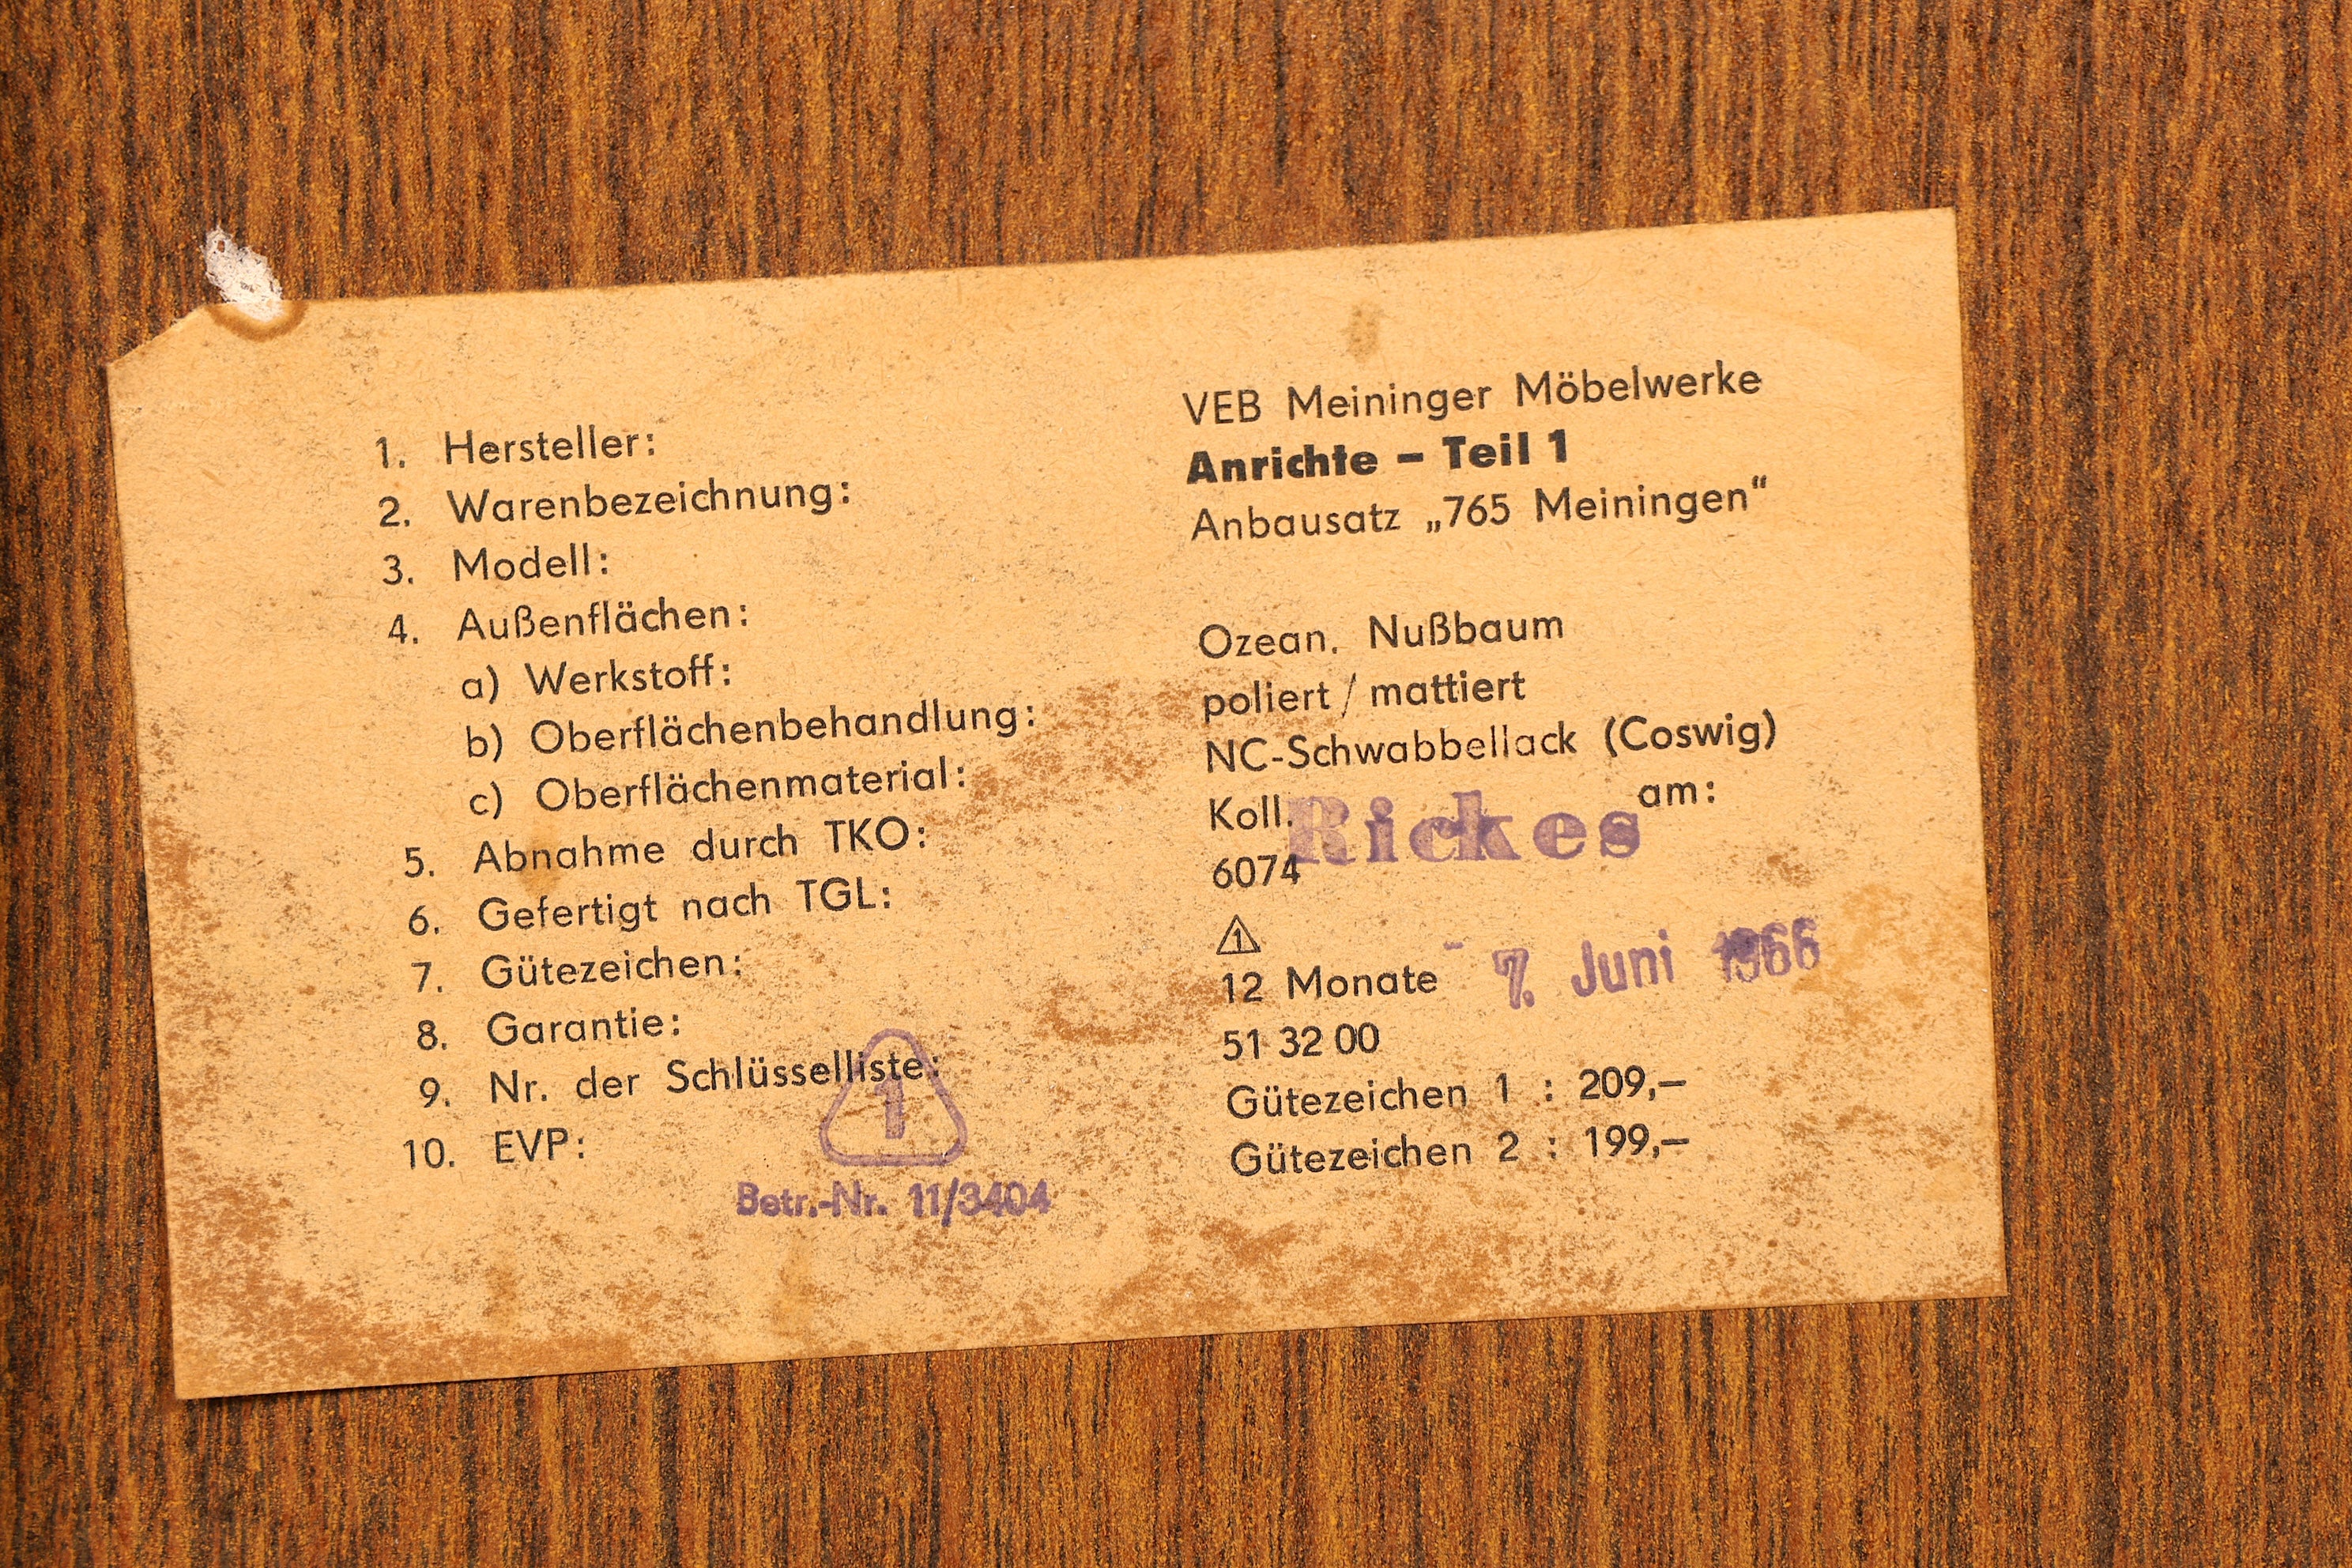 1. Hersteller: VEB Meininger Möbelwerke
2. Warenbezeichnung: Anrichte – Teil 1
3. Modell: Anbausatz „765 Meiningen“
4. Außenflächen:
a) Werkstoff: Ozean, Nußbaum
b) Oberflächenbehandlung: poliert / mattiert
c) Oberflächenmaterial: NC-Schwabbellack (Coswig)
5. Abnahme durch TKO: Koll. Rickes am:
6. Gefertigt nach TGL: 6074
7. Gütezeichen: 1
8. Garantie: 12 Monate - 7. Juni 1966
9. Nr. der Schlüsselliste: 51 32 00
10. EVP: Gütezeichen 1 : 209,–
Gütezeichen 2 : 199,–
1
Betr.-Nr. 11/3404